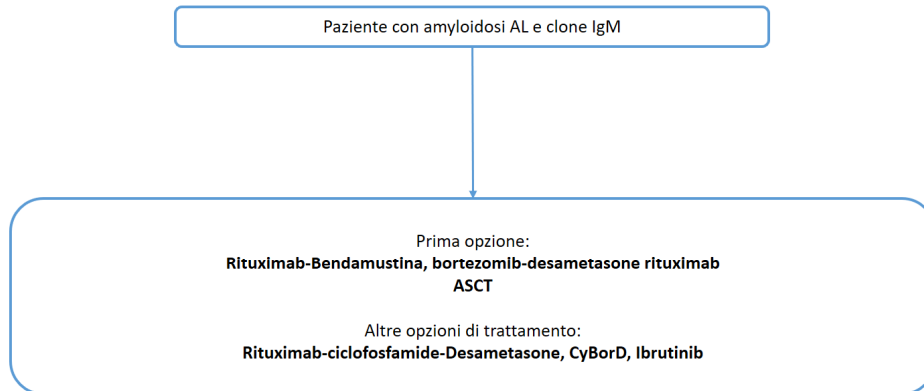 Paziente con amyloidosi AL e clone IgM
Prima opzione:
Rituximab-Bendamustina, bortezomib-desametasone rituximab
ASCT
Altre opzioni di trattamento:
Rituximab-ciclofosfamide-Desametasone, CyBorD, Ibrutinib